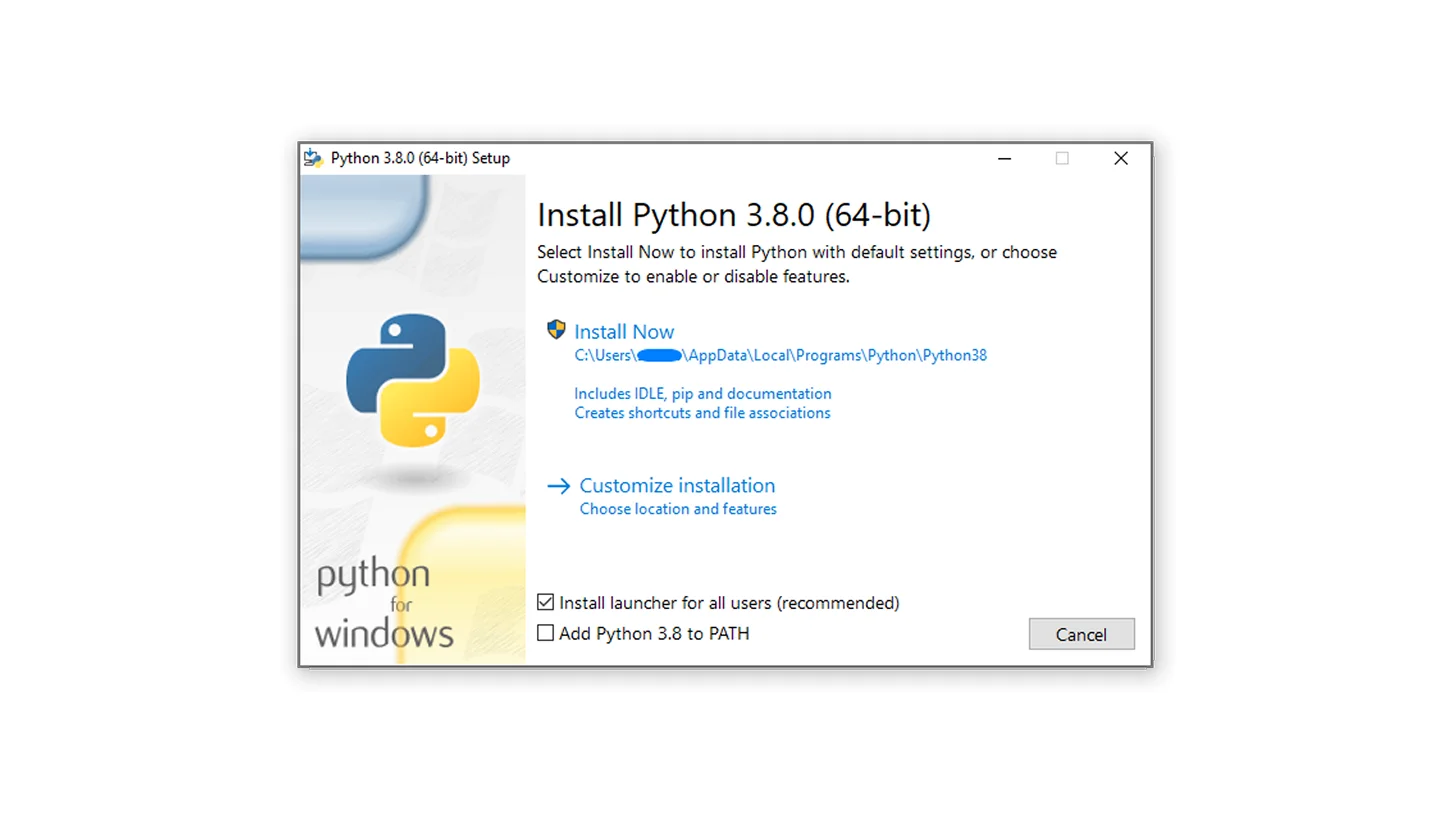 Python 3.8.0 (64-bit) Setup
Install Python 3.8.0 (64-bit)
Select Install Now to install Python with default settings, or choose
Customize to enable or disable features.
Install Now
C:\Users\ \AppData\Local\Programs\Python\Python38
Includes IDLE, pip and documentation
Creates shortcuts and file associations
Customize installation
Choose location and features
python
for
windows
Install launcher for all users (recommended)
Add Python 3.8 to PATH
Cancel